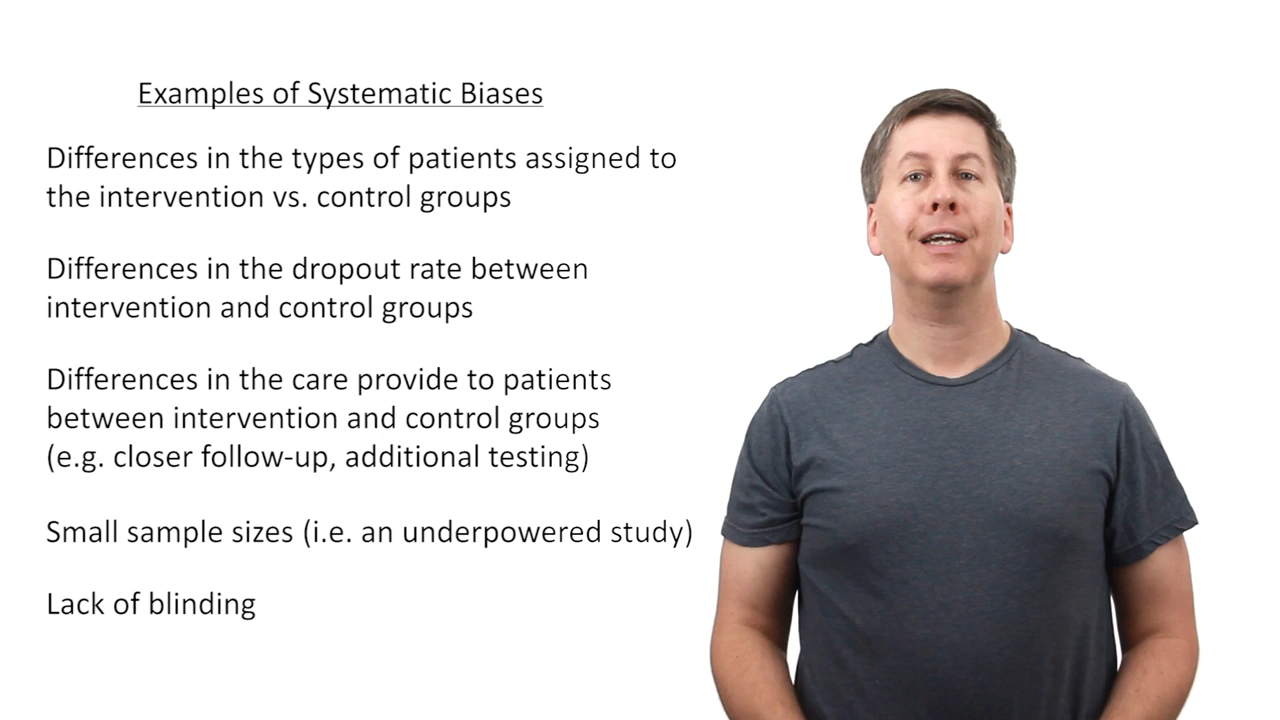 Examples of Systematic Biases
Differences in the types of patients assigned to
the intervention vs. control groups
Differences in the dropout rate between
intervention and control groups
Differences in the care provide to patients
between intervention and control groups
(e.g. closer follow-up, additional testing)
Small sample sizes (i.e. an underpowered study)
Lack of blinding